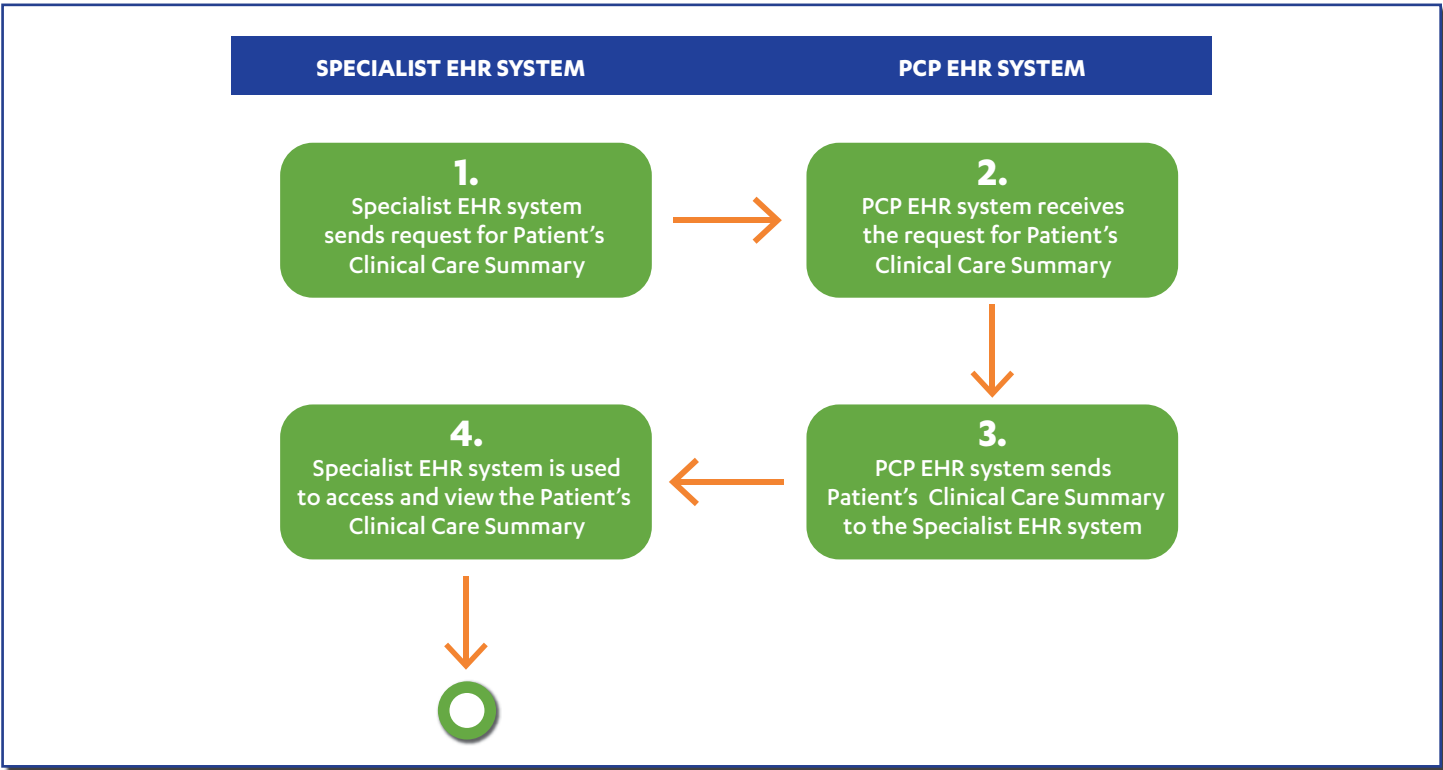 SPECIALIST EHR SYSTEM
PCP EHR SYSTEM
1.
Specialist EHR system
sends request for Patient’s
Clinical Care Summary
2.
PCP EHR system receives
the request for Patient’s
Clinical Care Summary
3.
PCP EHR system sends
Patient’s  Clinical Care Summary
to the Specialist EHR system
4.
Specialist EHR system is used
to access and view the Patient’s
Clinical Care Summary